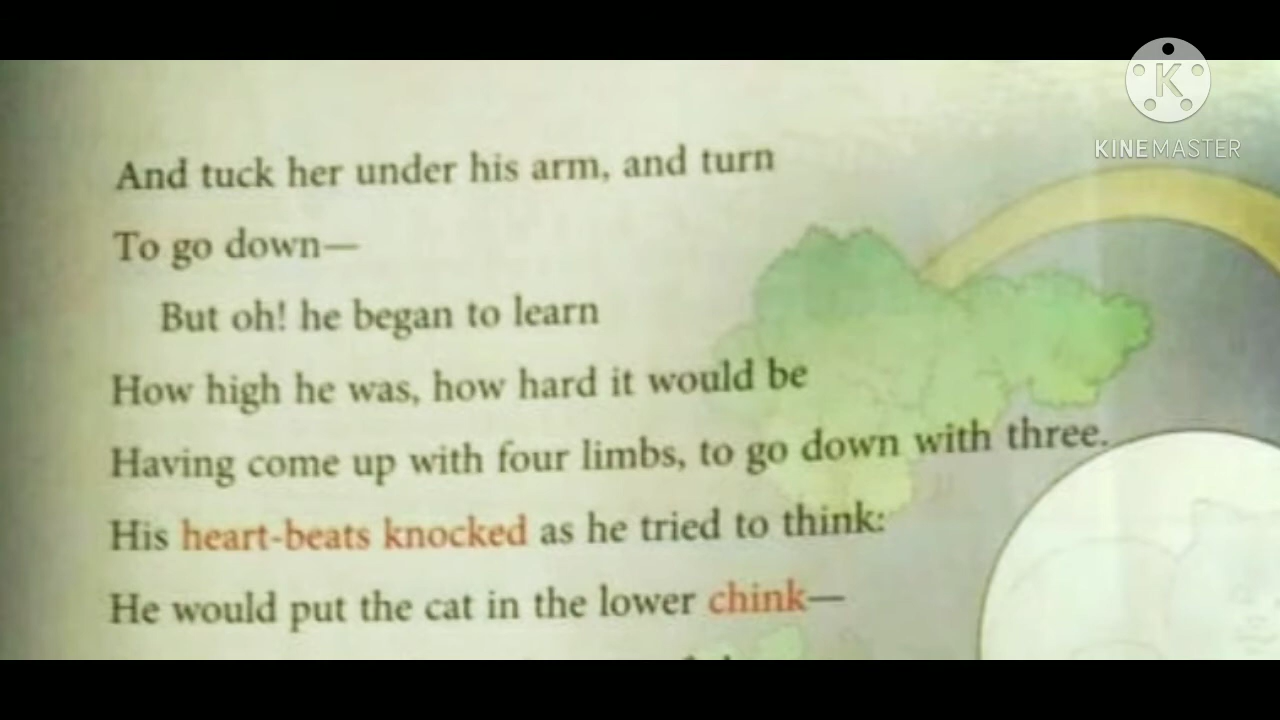 KINEMASTER
And tuck her under his arm, and turn
To go down—
But oh! he began to learn
How high he was, how hard it would be
Having come up with four limbs, to go down with three.
His heart-beats knocked as he tried to think:
He would put the cat in the lower chink—